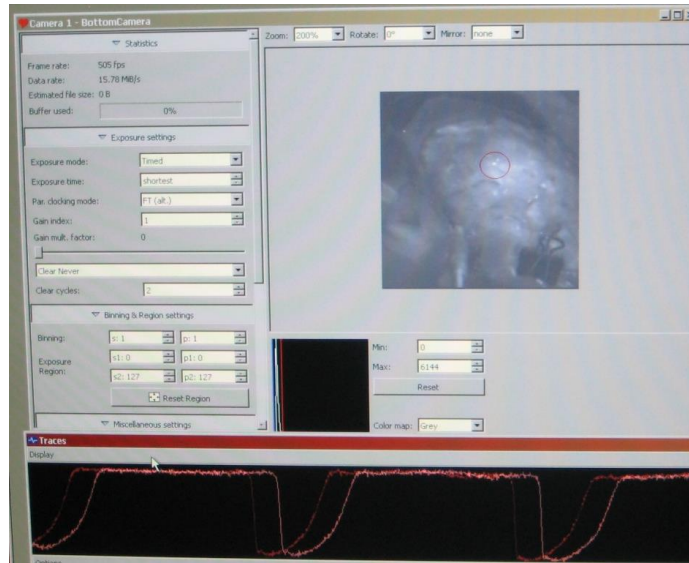 Camera 1 - BottomCamera
Statistics
Frame rate: 505 fps
Data rate: 15.78 MiB/s
Estimated file size: 0 B
Buffer used: 0%
Exposure settings
Exposure mode: Timed
Exposure time: shortest
Par. clocking mode: FT (alt.)
Gain index: 1
Gain mult. factor: 0
Clear Never
Clear cycles: 2
Binning & Region settings
Binning: s: 1 p: 1
Exposure Region: s1: 0 p1: 0
s2: 127 p2: 127
Reset Region
Miscellaneous settings
Zoom: 200% Rotate: 0° Mirror: none
Min: 0
Max: 6144
Reset
Color map: Grey
Traces
Display
Options